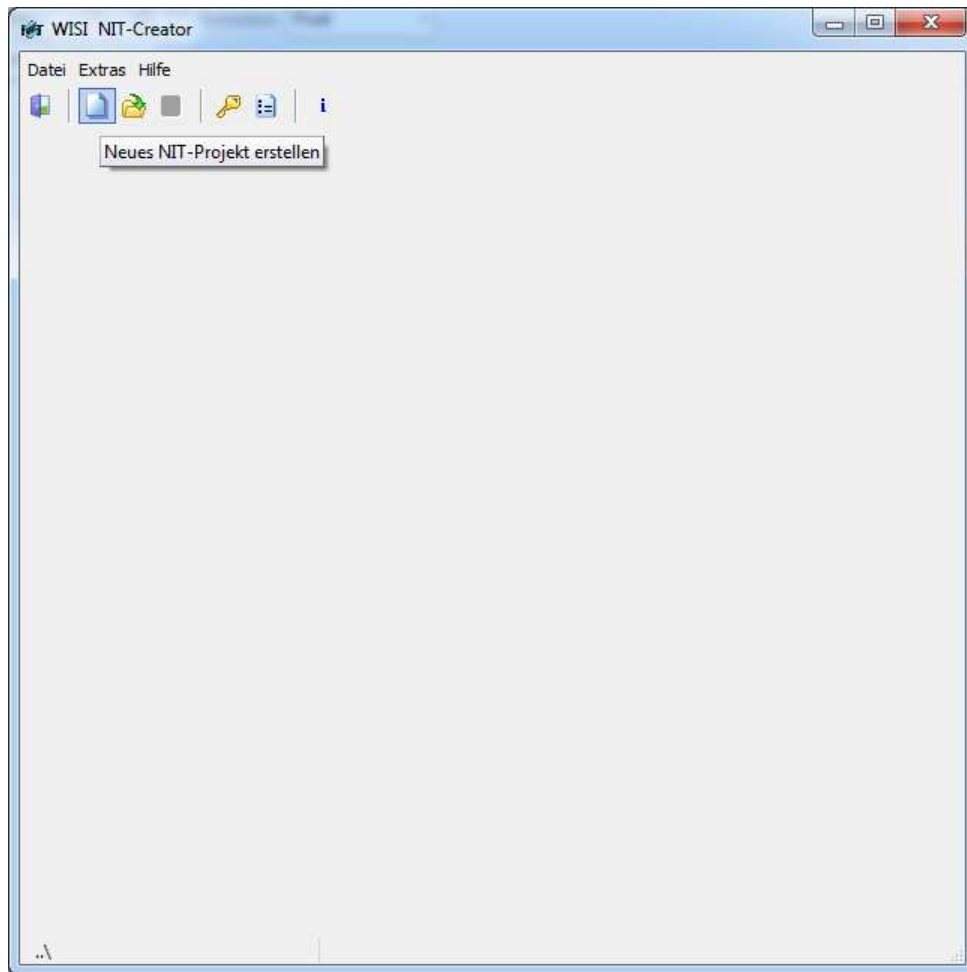 WISI NIT-Creator
Datei Extras Hilfe
i
Neues NIT-Projekt erstellen
..\